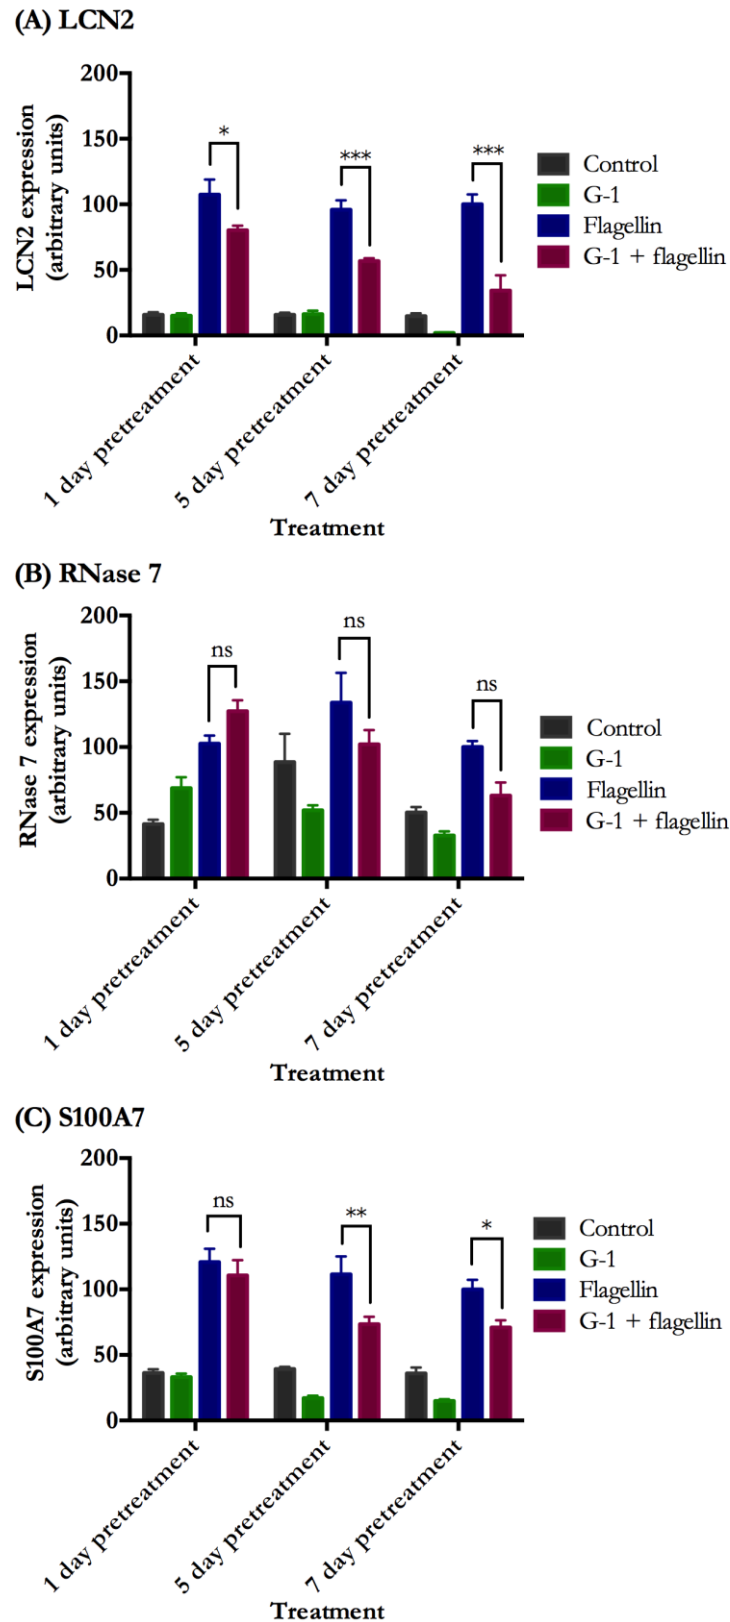 (A) LCN2
LCN2 expression
(arbitrary units)
200
150
100
50
0
*
***
***
Control
G-1
Flagellin
G-1 + flagellin
1 day pretreatment
5 day pretreatment
7 day pretreatment
Treatment
(B) RNase 7
RNase 7 expression
(arbitrary units)
200
150
100
50
0
ns
ns
ns
Control
G-1
Flagellin
G-1 + flagellin
1 day pretreatment
5 day pretreatment
7 day pretreatment
Treatment
(C) S100A7
S100A7 expression
(arbitrary units)
200
150
100
50
0
ns
**
*
Control
G-1
Flagellin
G-1 + flagellin
1 day pretreatment
5 day pretreatment
7 day pretreatment
Treatment